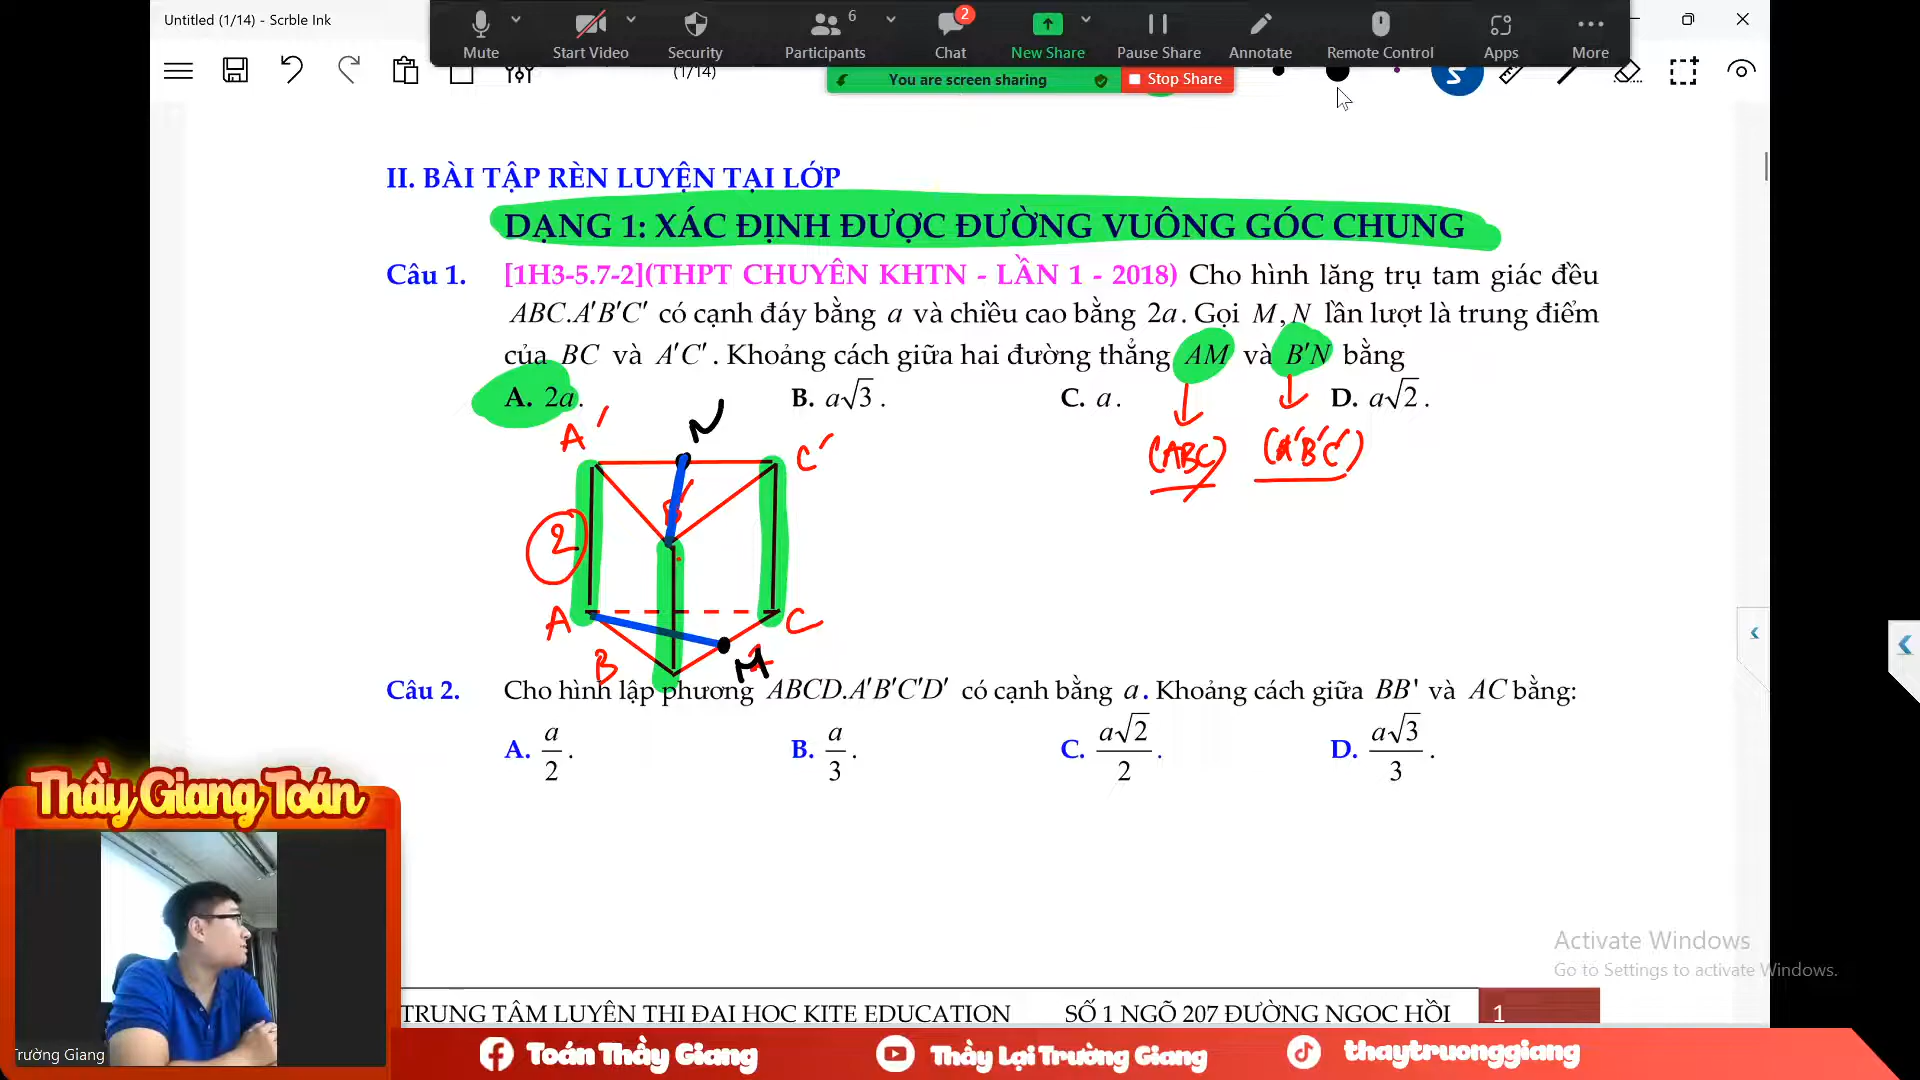 Untitled (1/14) - Scrble Ink
Mute
Start Video
Security
6
Participants
2
Chat
New Share
Pause Share
Annotate
Remote Control
Apps
More
(1/14)
You are screen sharing
Stop Share
II. BÀI TẬP RÈN LUYỆN TẠI LỚP
DẠNG 1: XÁC ĐỊNH ĐƯỢC ĐƯỜNG VUÔNG GÓC CHUNG
Câu 1. [1H3-5.7-2](THPT CHUYÊN KHTN - LẦN 1 - 2018) Cho hình lăng trụ tam giác đều
ABC.A'B'C' có cạnh đáy bằng a và chiều cao bằng 2a. Gọi M, N lần lượt là trung điểm
của BC và A'C'. Khoảng cách giữa hai đường thẳng AM và B'N bằng
A. 2a. B. a√3. C. a. D. a√2.
A' N C'
(ABC) (A'B'C')
B'
2
A C
B M
Câu 2. Cho hình lập phương ABCD.A'B'C'D' có cạnh bằng a. Khoảng cách giữa BB' và AC bằng:
A. a/2. B. a/3. C. a√2/2. D. a√3/3.
Thầy Giang Toán
Trường Giang
Activate Windows
Go to Settings to activate Windows.
TRUNG TÂM LUYỆN THI ĐẠI HỌC KITE EDUCATION SỐ 1 NGÕ 207 ĐƯỜNG NGỌC HỒI 1
Toán Thầy Giang Thầy Lại Trường Giang thaytruonggiang